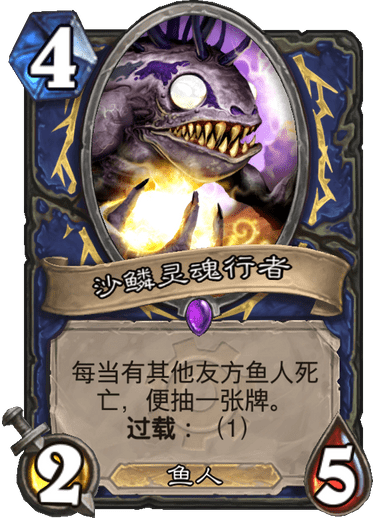 4
沙鳞灵魂行者
每当有其他友方鱼人死
亡，便抽一张牌。
过载：（1）
2
鱼人
5